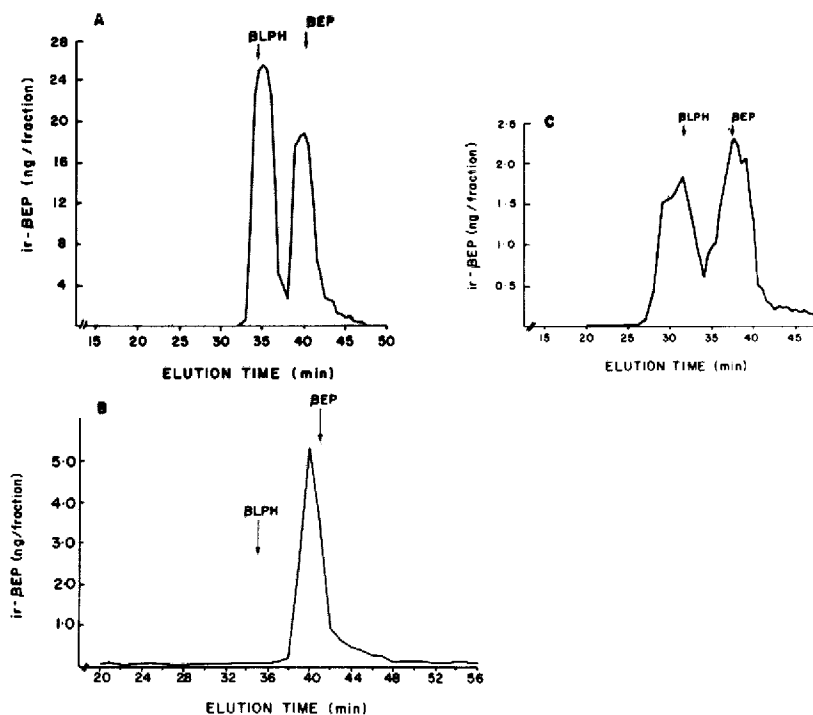 A
βLPH
βEP
ir-βEP (ng/fraction)
28
24
20
16
12
8
4
15 20 25 30 35 40 45 50
ELUTION TIME (min)
C
βLPH
βEP
ir-βEP (ng/fraction)
2.5
2.0
1.5
1.0
0.5
15 20 25 30 35 40 45
ELUTION TIME (min)
B
βEP
βLPH
ir-βEP (ng/fraction)
5.0
4.0
3.0
2.0
1.0
20 24 28 32 36 40 44 48 52 56
ELUTION TIME (min)